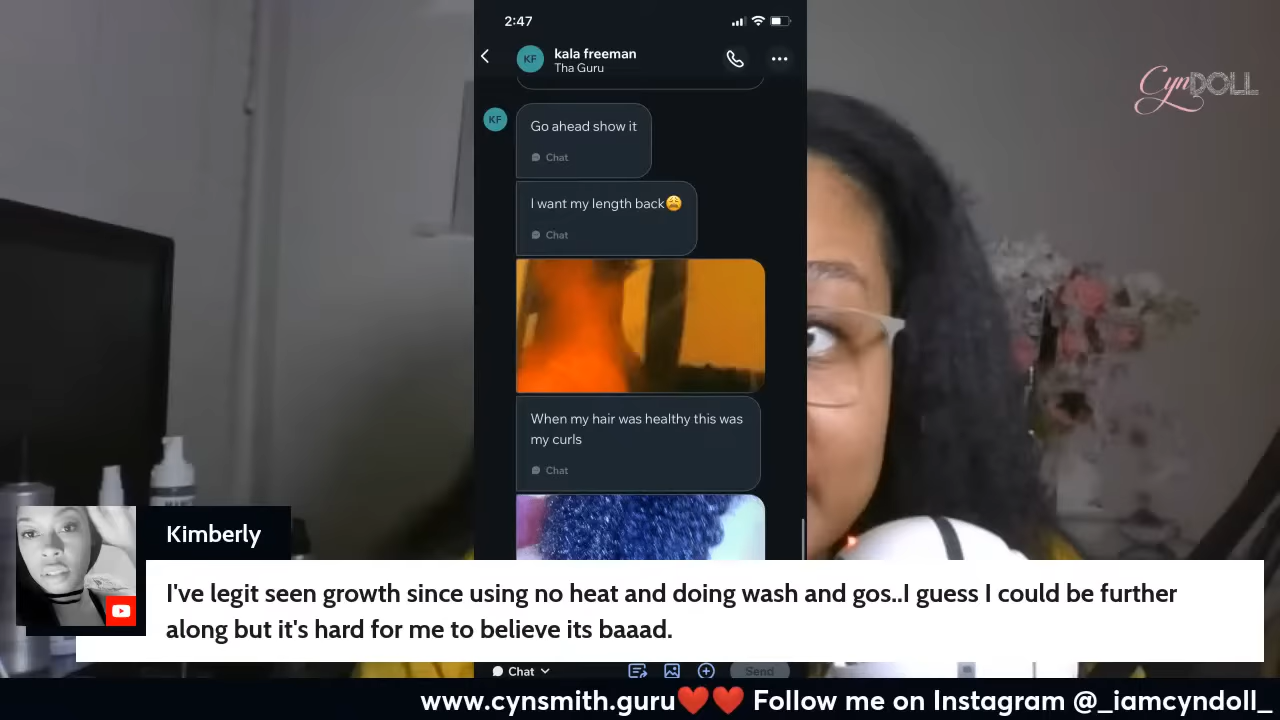 2:47
KF
kala freeman
Tha Guru
CynDOLL
KF
Go ahead show it
Chat
I want my length back😩
Chat
When my hair was healthy this was
my curls
Chat
Kimberly
I've legit seen growth since using no heat and doing wash and gos..I guess I could be further
along but it's hard for me to believe its baaad.
Chat
Send
www.cynsmith.guru❤️❤️ Follow me on Instagram @_iamcyndoll_